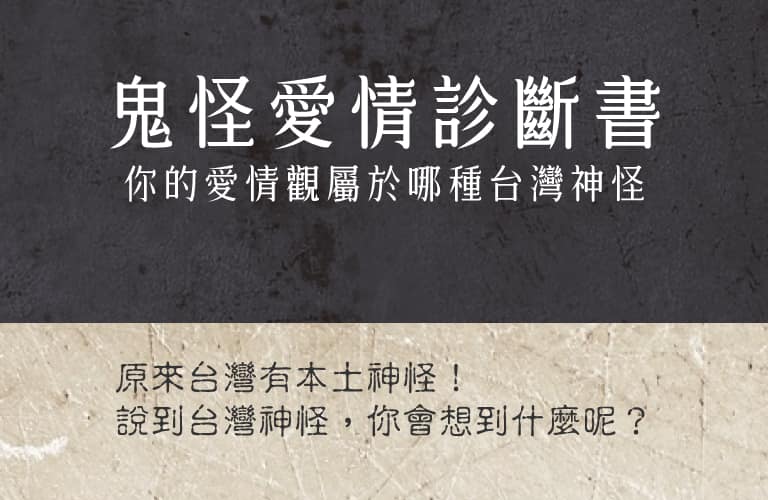 鬼怪愛情診斷書
你的愛情觀屬於哪種台灣神怪
原來台灣有本土神怪！
說到台灣神怪，你會想到什麼呢？